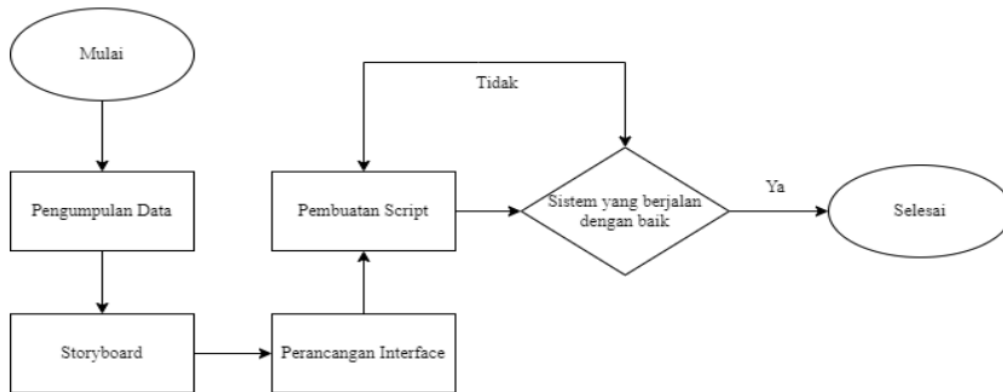 Mulai
Pengumpulan Data
Storyboard
Perancangan Interface
Pembuatan Script
Tidak
Sistem yang berjalan
dengan baik
Ya
Selesai